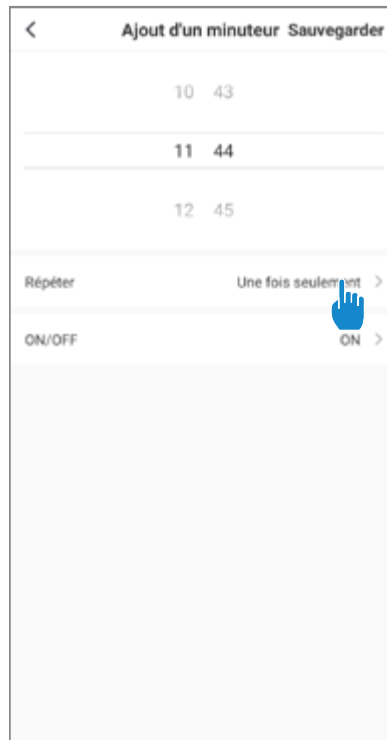 Ajout d'un minuteur Sauvegarder
10 43
11 44
12 45
Répéter Une fois seulement
ON/OFF ON